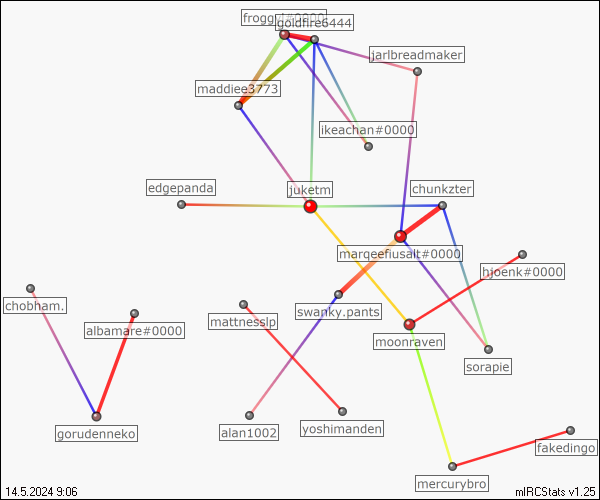 froggyj#0000
goldfire6444
jarlbreadmaker
maddiee3773
ikeachan#0000
edgepanda
juketm
chunkzter
margeefiusalt#0000
hjoenk#0000
chobham.
swanky.pants
albamare#0000
mattnesslp
moonraven
sorapie
gorudenneko
alan1002
yoshimanden
fakedingo
mercurybro
14.5.2024 9:06
mIRCStats v1.25